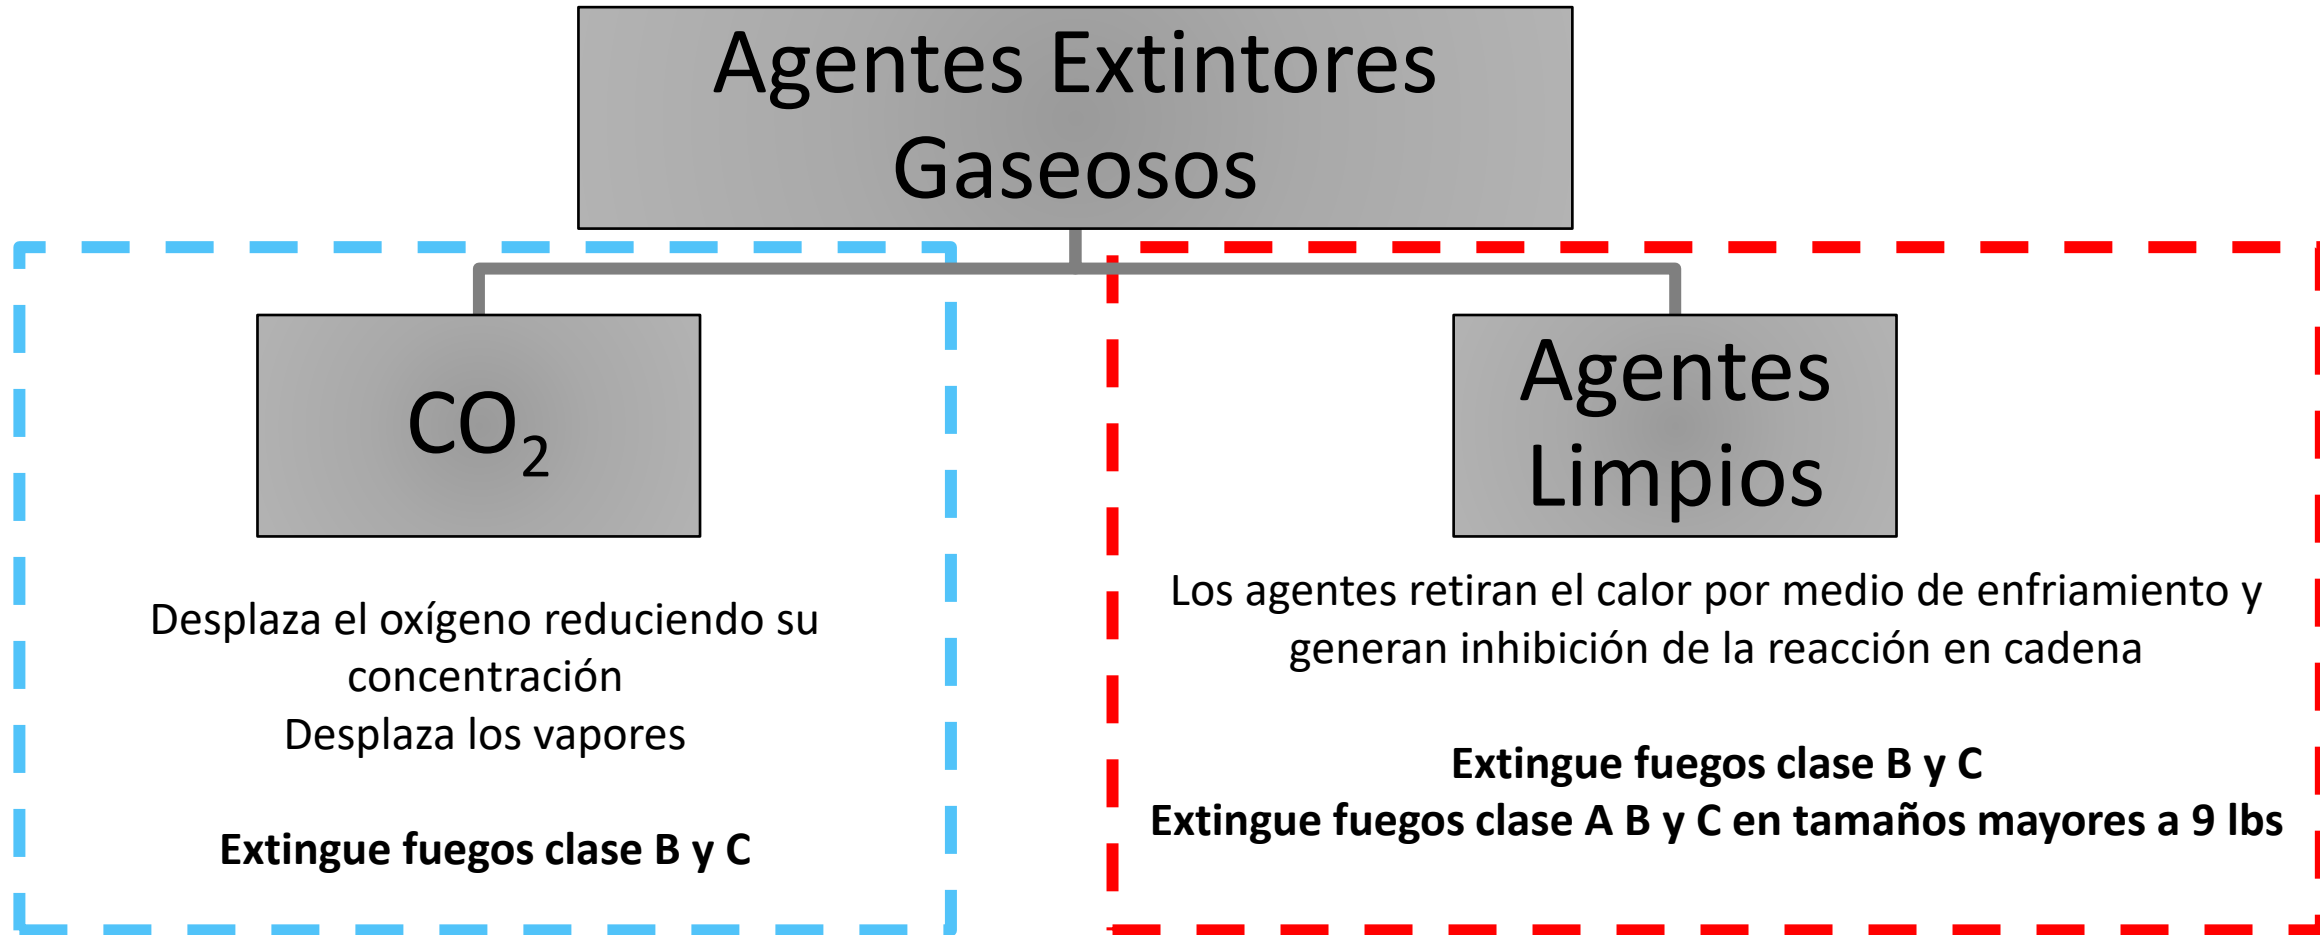 Agentes Extintores
Gaseosos
CO₂
Desplaza el oxígeno reduciendo su
concentración
Desplaza los vapores
Extingue fuegos clase B y C
Agentes
Limpios
Los agentes retiran el calor por medio de enfriamiento y
generan inhibición de la reacción en cadena
Extingue fuegos clase B y C
Extingue fuegos clase A B y C en tamaños mayores a 9 lbs